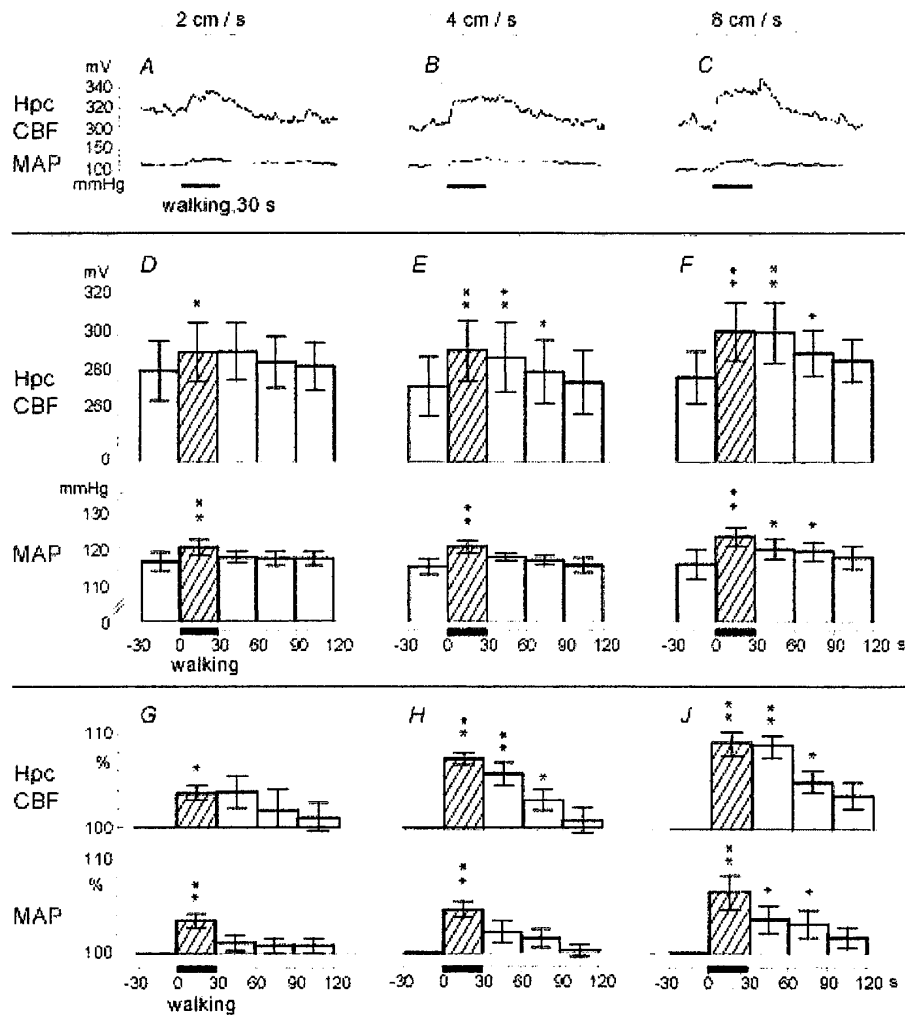 2 cm / s 4 cm / s 8 cm / s
A B C
mV
340
320
300
Hpc CBF
150
100
MAP
mmHg
walking, 30 s
D E F
mV
320
300
280
260
0
Hpc CBF
* ** ** * ** ** *
mmHg
130
120
110
0
MAP
** ** ** * *
-30 0 30 60 90 120 -30 0 30 60 90 120 -30 0 30 60 90 120 s
walking
G H J
110
%
100
Hpc CBF
* ** ** * ** ** *
110
%
100
MAP
** ** ** * *
-30 0 30 60 90 120 -30 0 30 60 90 120 -30 0 30 60 90 120 s
walking